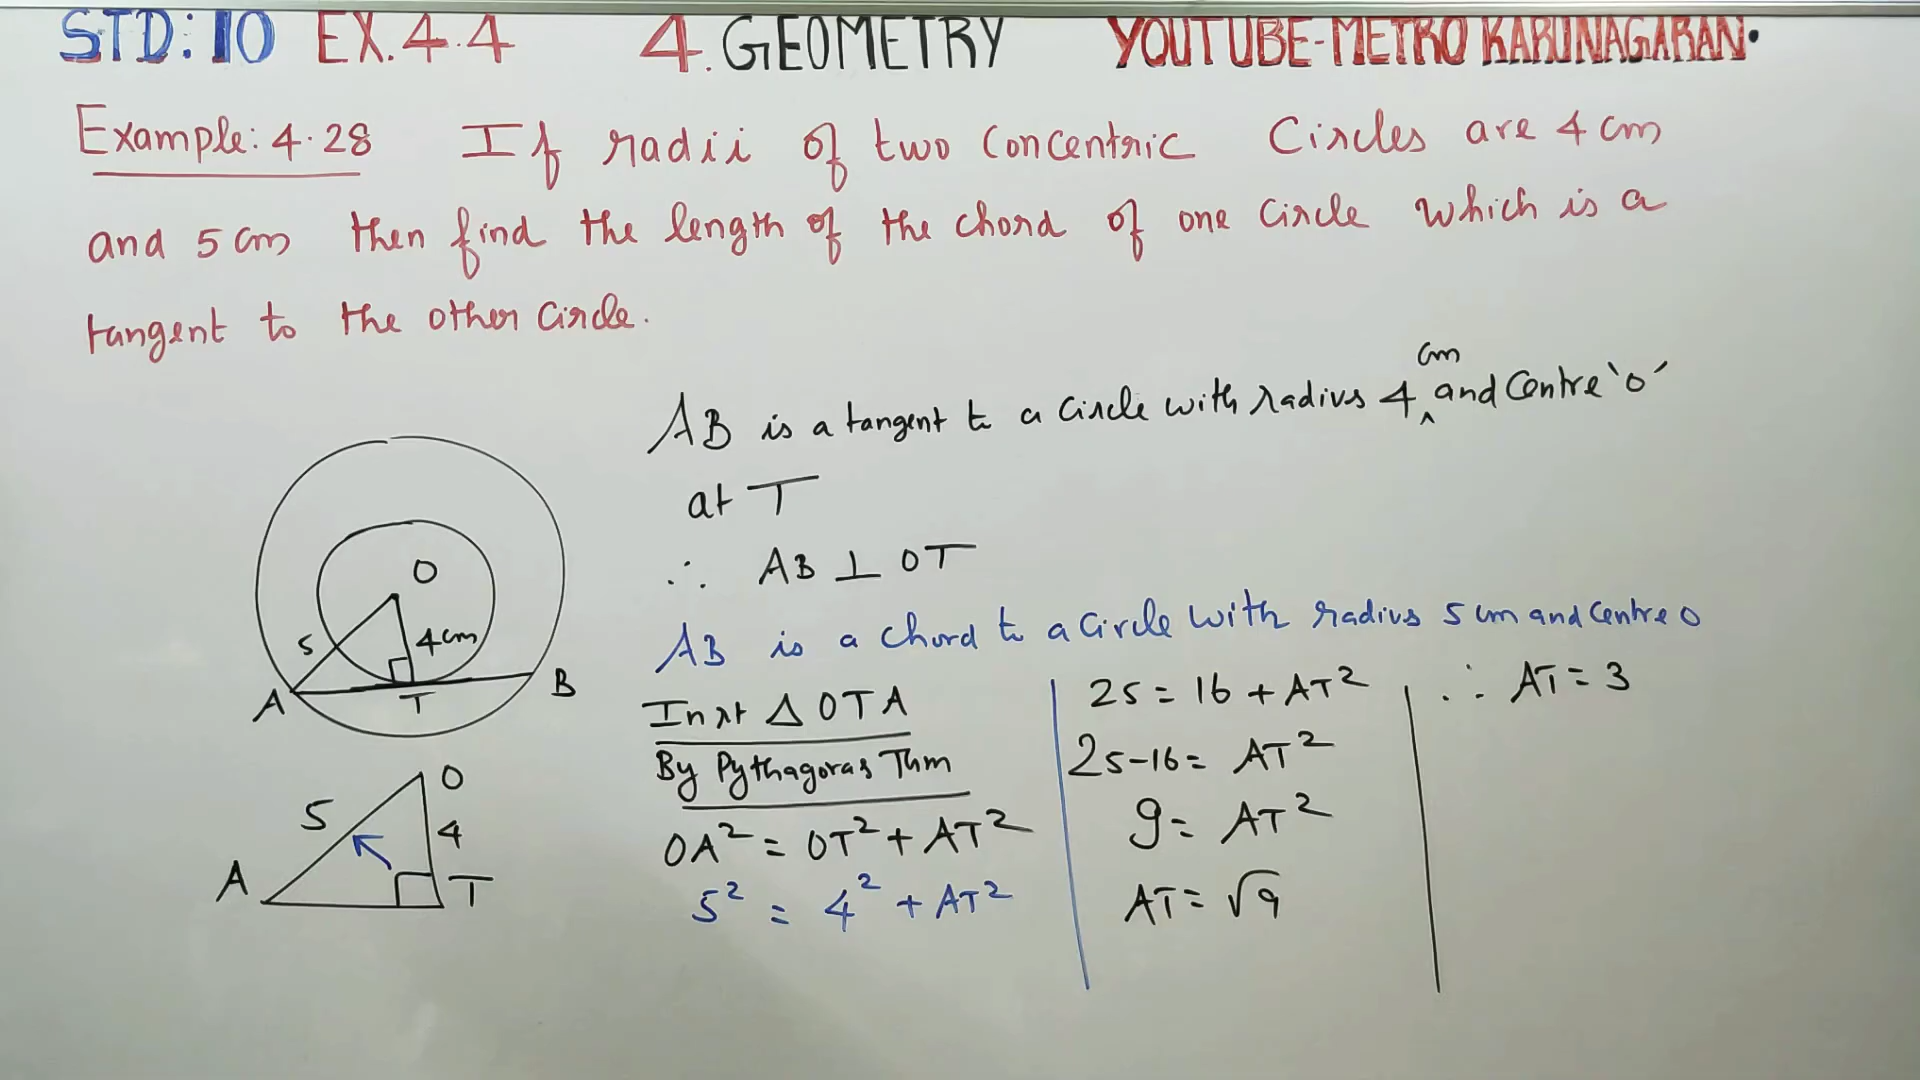 STD: 10 EX.4.4 4. GEOMETRY YOUTUBE-METRO KARUNAGARAN.
Example: 4.28 If radii of two Concentric Circles are 4 cm
and 5 cm then find the length of the chord of one circle which is a
tangent to the other circle.
cm
AB is a tangent to a circle with radius 4 ^ and Centre 'O'
at T
∴ AB ⊥ OT
AB is a chord to a circle with radius 5 cm and Centre O
In rt △ OTA
By Pythagoras Thm
OA² = OT² + AT²
5² = 4² + AT²
25 = 16 + AT²
25-16 = AT²
9 = AT²
AT = √9
∴ AT = 3
O
5
4cm
A
T
B
O
5
4
A
T